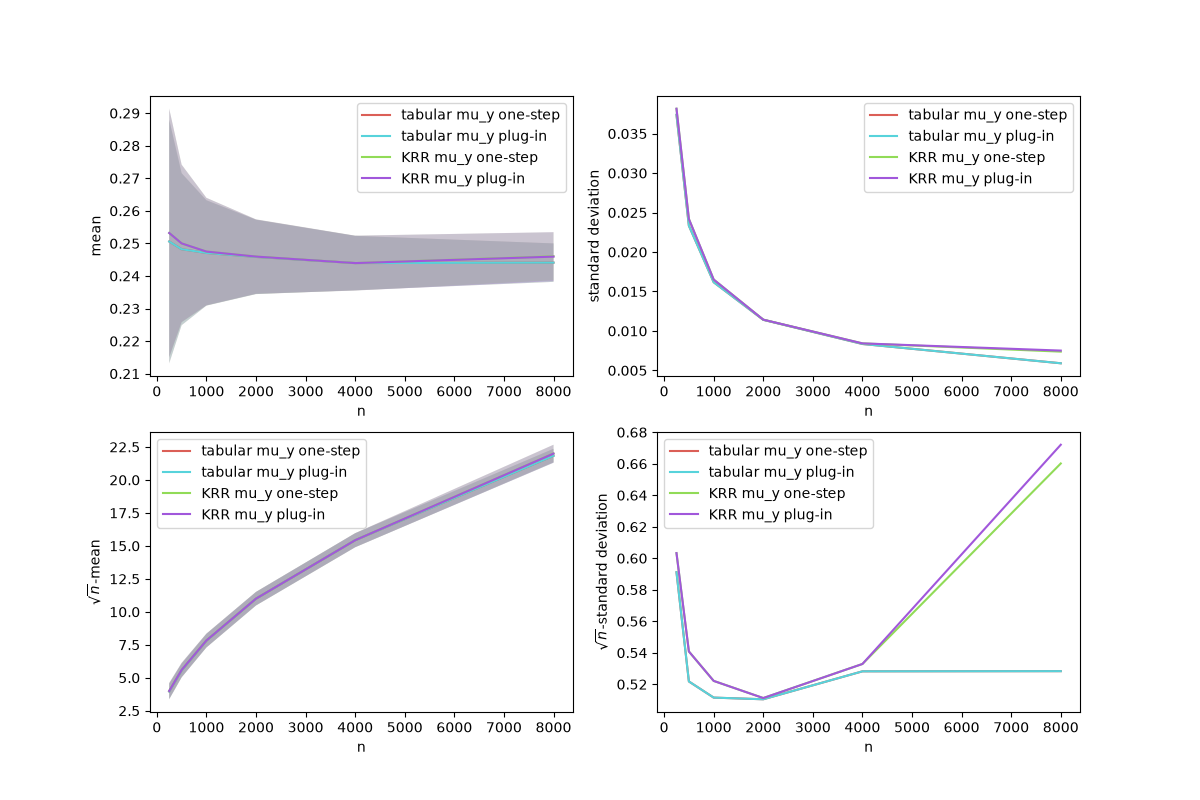 0.29
0.28
0.27
0.26
0.25
0.24
0.23
0.22
0.21
mean
tabular mu_y one-step
tabular mu_y plug-in
KRR mu_y one-step
KRR mu_y plug-in
0 1000 2000 3000 4000 5000 6000 7000 8000
n
0.035
0.030
0.025
0.020
0.015
0.010
0.005
standard deviation
tabular mu_y one-step
tabular mu_y plug-in
KRR mu_y one-step
KRR mu_y plug-in
0 1000 2000 3000 4000 5000 6000 7000 8000
n
22.5
20.0
17.5
15.0
12.5
10.0
7.5
5.0
2.5
√n-mean
tabular mu_y one-step
tabular mu_y plug-in
KRR mu_y one-step
KRR mu_y plug-in
0 1000 2000 3000 4000 5000 6000 7000 8000
n
0.68
0.66
0.64
0.62
0.60
0.58
0.56
0.54
0.52
√n-standard deviation
tabular mu_y one-step
tabular mu_y plug-in
KRR mu_y one-step
KRR mu_y plug-in
0 1000 2000 3000 4000 5000 6000 7000 8000
n